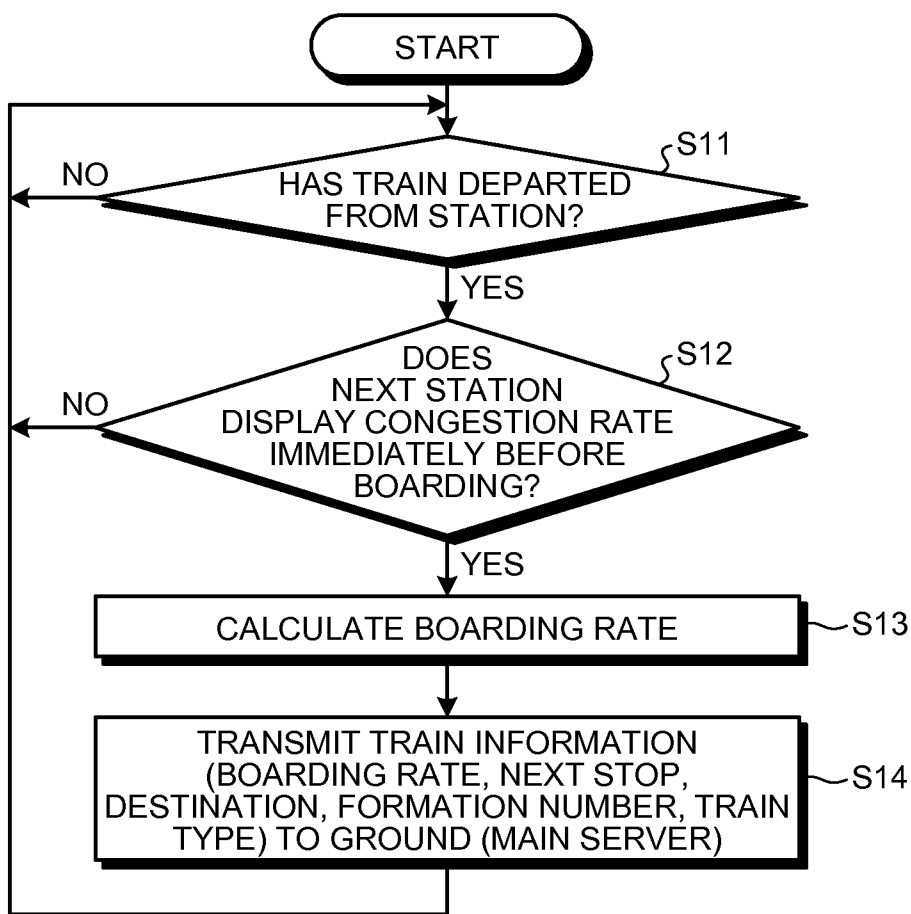 START
S11
NO
HAS TRAIN DEPARTED
FROM STATION?
YES
S12
DOES
NEXT STATION
NO
DISPLAY CONGESTION RATE
IMMEDIATELY BEFORE
BOARDING?
YES
CALCULATE BOARDING RATE
S13
TRANSMIT TRAIN INFORMATION
(BOARDING RATE, NEXT STOP,
DESTINATION, FORMATION NUMBER, TRAIN
TYPE) TO GROUND (MAIN SERVER)
S14